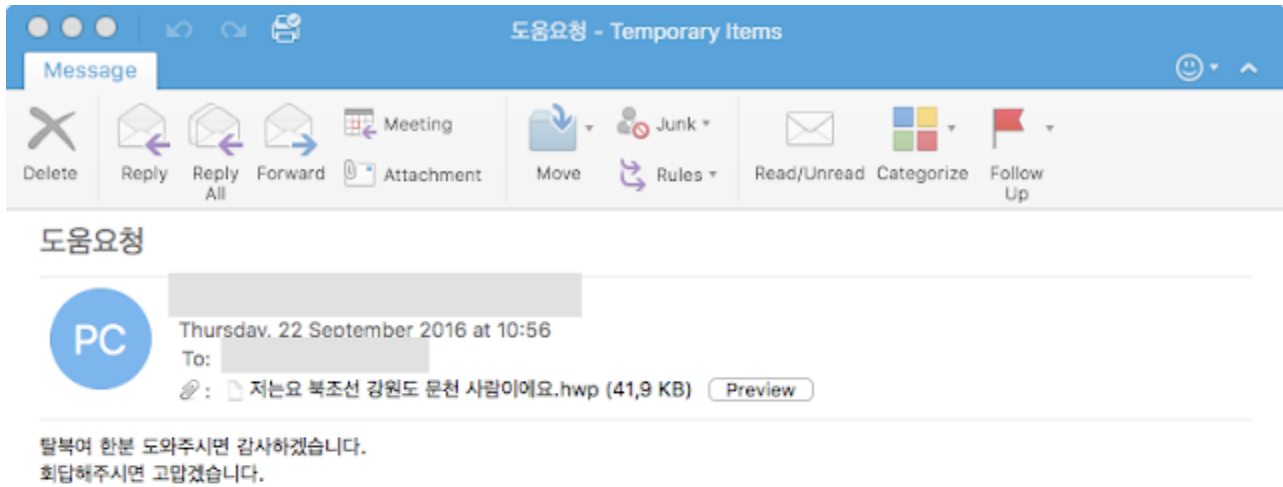 도움요청 - Temporary Items
Message
Delete
Reply
Reply All
Forward
Meeting
Attachment
Move
Junk
Rules
Read/Unread
Categorize
Follow Up
도움요청
PC
Thursday, 22 September 2016 at 10:56
To:
: 저는요 북조선 강원도 문천 사람이에요.hwp (41,9 KB) Preview
탈북여 한분 도와주시면 감사하겠습니다.
회답해주시면 고맙겠습니다.